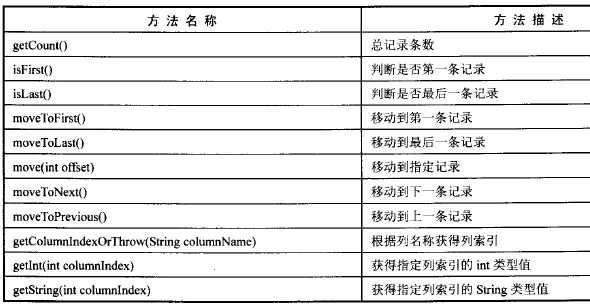 方法名称 方法描述
getCount() 总记录条数
isFirst() 判断是否第一条记录
isLast() 判断是否最后一条记录
moveToFirst() 移动到第一条记录
moveToLast() 移动到最后一条记录
move(int offset) 移动到指定记录
moveToNext() 移动到下一条记录
moveToPrevious() 移动到上一条记录
getColumnIndexOrThrow(String columnName) 根据列名称获得列索引
getInt(int columnIndex) 获得指定列索引的 int 类型值
getString(int columnIndex) 获得指定列索引的 String 类型值